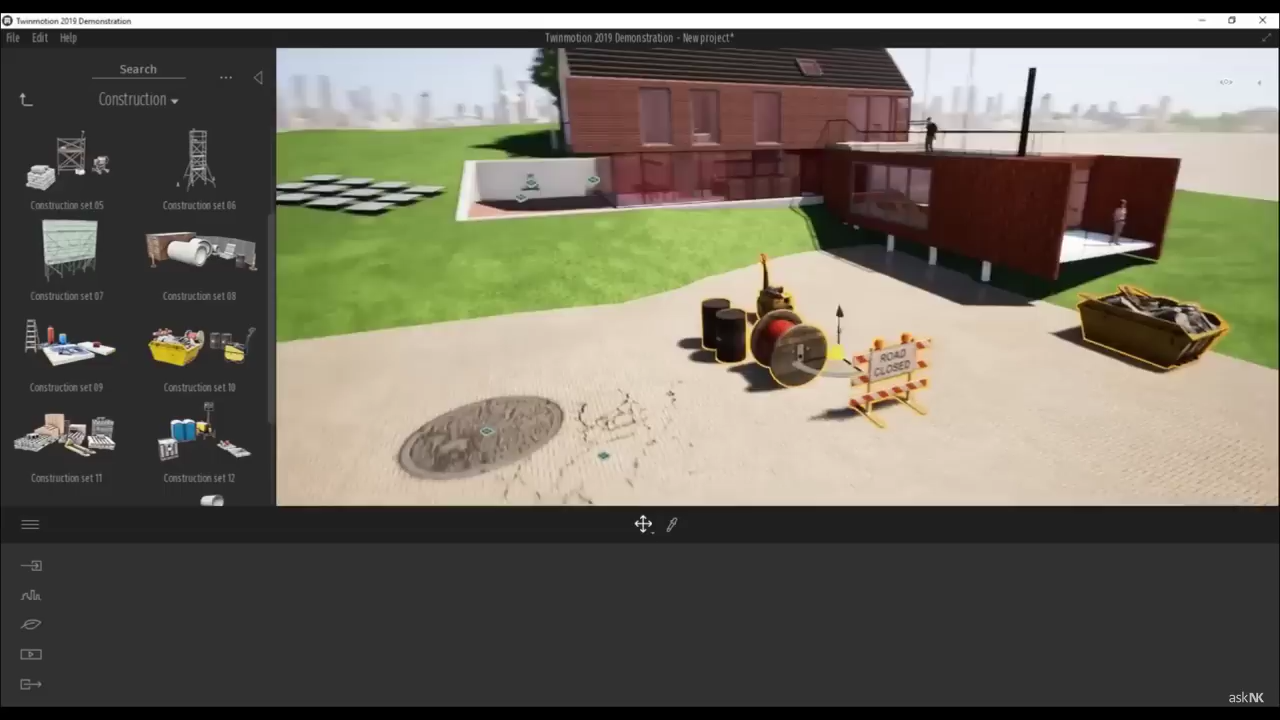 Twinmotion 2019 Demonstration
File Edit Help
Twinmotion 2019 Demonstration - New project*
Search
Construction
Construction set 05
Construction set 06
Construction set 07
Construction set 08
Construction set 09
Construction set 10
Construction set 11
Construction set 12
ROAD
CLOSED
askNK